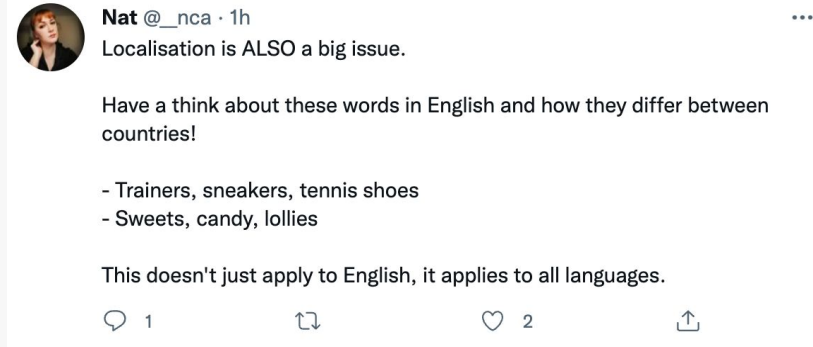 Nat @__nca · 1h
Localisation is ALSO a big issue.
Have a think about these words in English and how they differ between
countries!
- Trainers, sneakers, tennis shoes
- Sweets, candy, lollies
This doesn't just apply to English, it applies to all languages.
1 2